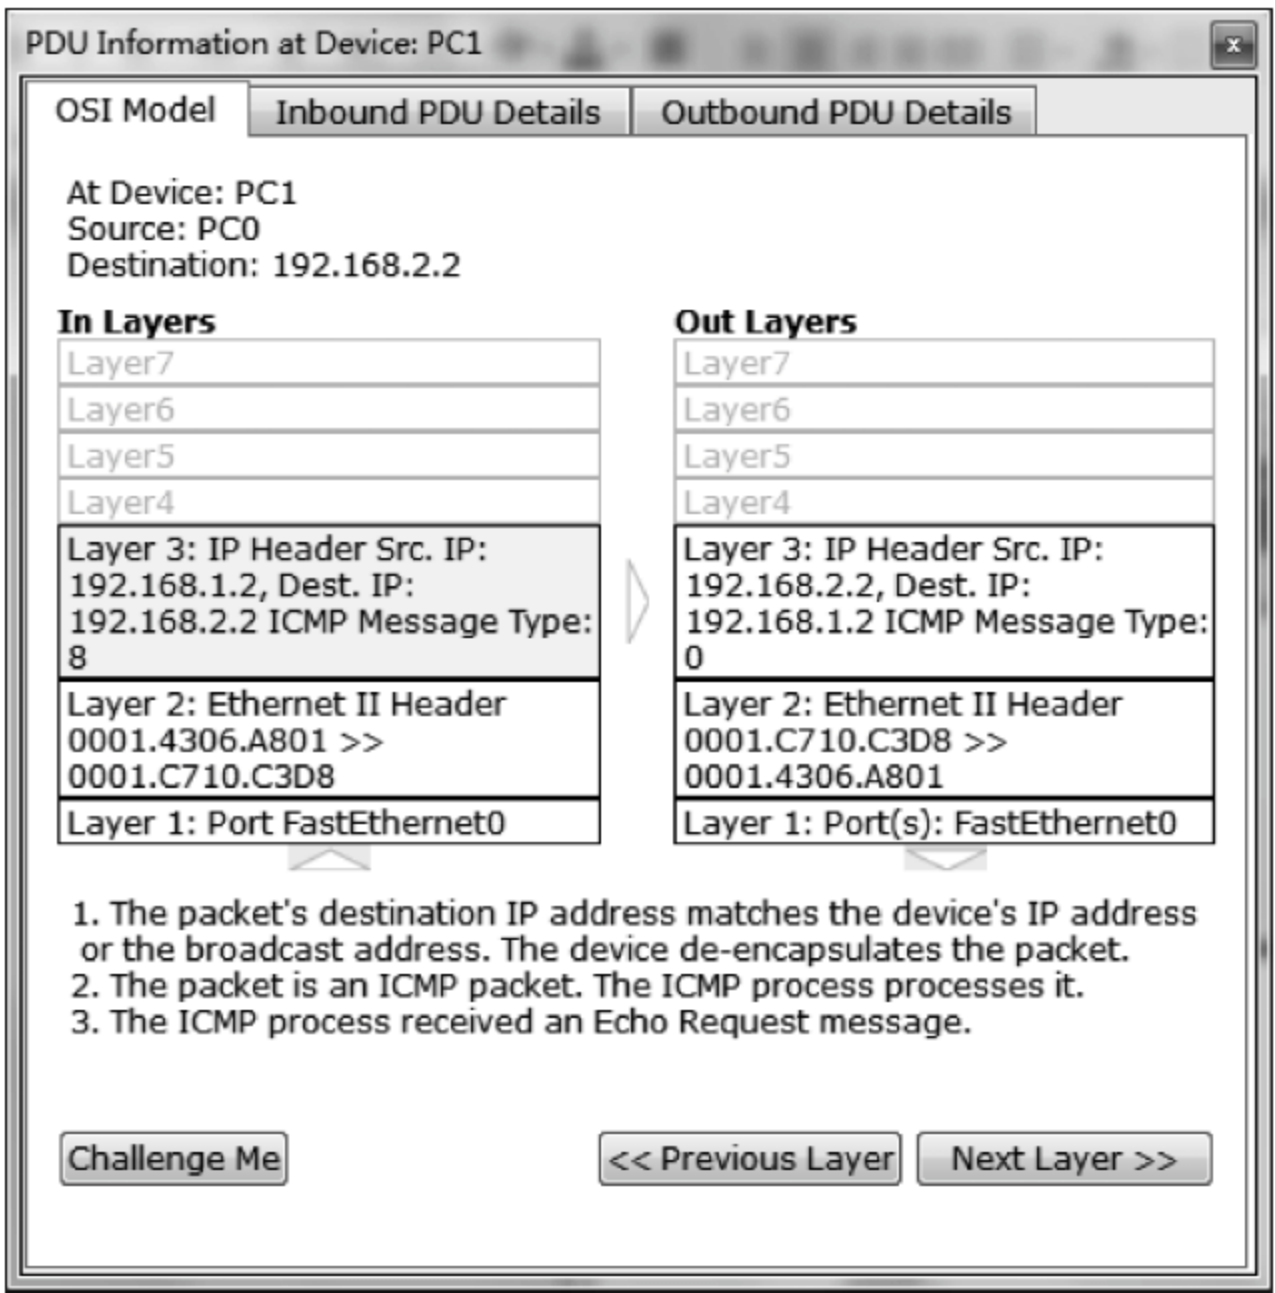 PDU Information at Device: PC1
x
OSI Model
Inbound PDU Details
Outbound PDU Details
At Device: PC1
Source: PC0
Destination: 192.168.2.2
In Layers
Layer7
Layer6
Layer5
Layer4
Layer 3: IP Header Src. IP:
192.168.1.2, Dest. IP:
192.168.2.2 ICMP Message Type:
8
Layer 2: Ethernet II Header
0001.4306.A801 >>
0001.C710.C3D8
Layer 1: Port FastEthernet0
Out Layers
Layer7
Layer6
Layer5
Layer4
Layer 3: IP Header Src. IP:
192.168.2.2, Dest. IP:
192.168.1.2 ICMP Message Type:
0
Layer 2: Ethernet II Header
0001.C710.C3D8 >>
0001.4306.A801
Layer 1: Port(s): FastEthernet0
1. The packet's destination IP address matches the device's IP address
or the broadcast address. The device de-encapsulates the packet.
2. The packet is an ICMP packet. The ICMP process processes it.
3. The ICMP process received an Echo Request message.
Challenge Me
<< Previous Layer
Next Layer >>